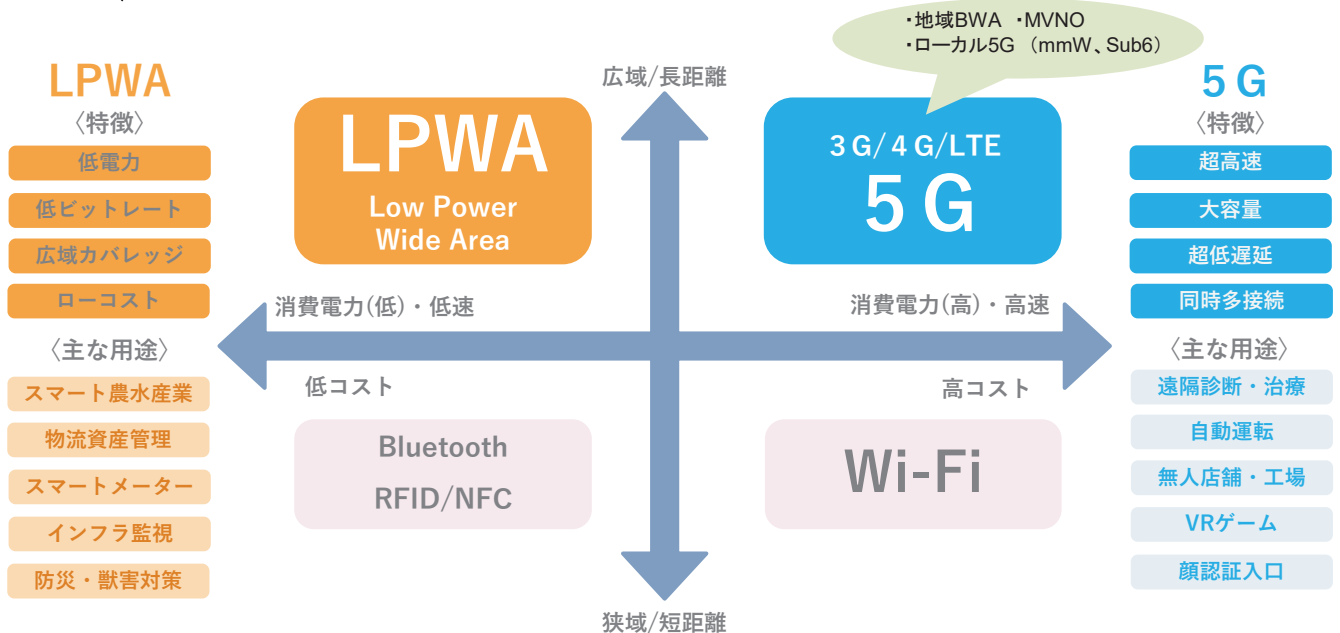 ・地域BWA ・MVNO
・ローカル5G （mmW、Sub6）
LPWA
〈特徴〉
低電力
低ビットレート
広域カバレッジ
ローコスト
〈主な用途〉
スマート農水産業
物流資産管理
スマートメーター
インフラ監視
防災・獣害対策
広域/長距離
LPWA
Low Power
Wide Area
3G/4G/LTE
5G
消費電力(低)・低速
消費電力(高)・高速
低コスト
高コスト
Bluetooth
RFID/NFC
Wi-Fi
狭域/短距離
5G
〈特徴〉
超高速
大容量
超低遅延
同時多接続
〈主な用途〉
遠隔診断・治療
自動運転
無人店舗・工場
VRゲーム
顔認証入口